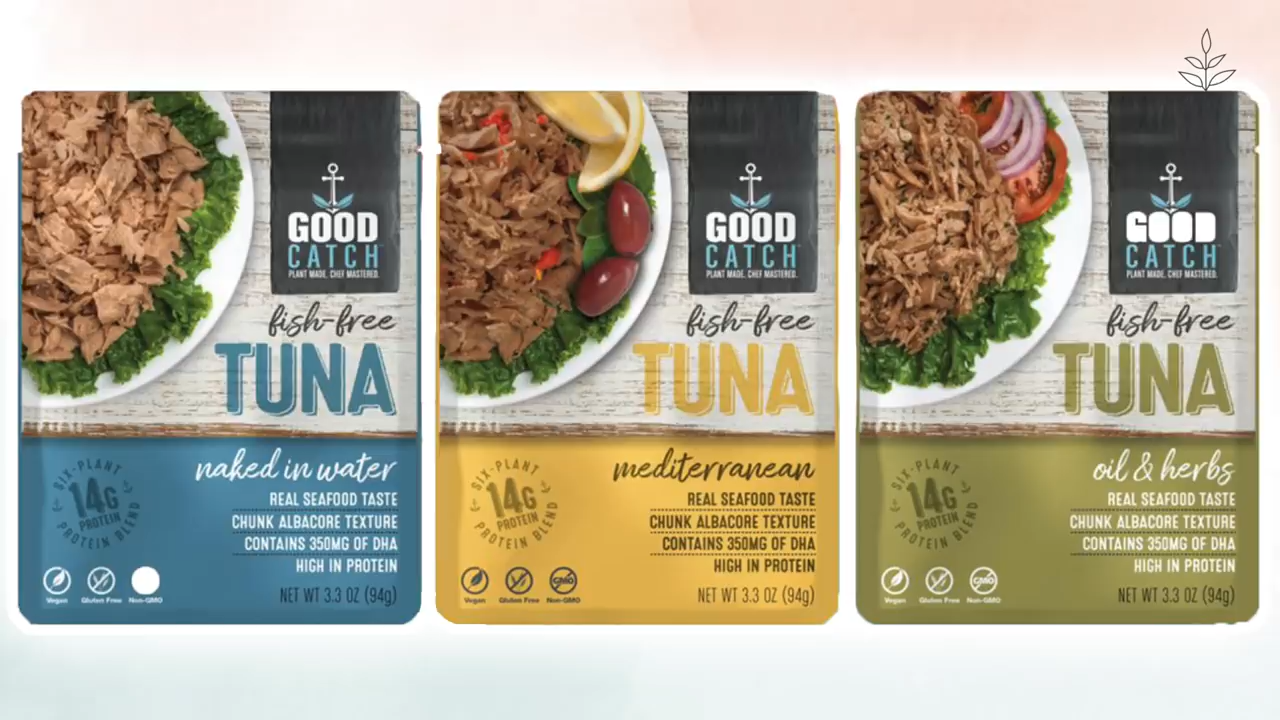 GOOD
CATCH
PLANT MADE. CHEF MASTERED.
fish-free
TUNA
naked in water
SIX-PLANT
14G
PROTEIN
PROTEIN BLEND
REAL SEAFOOD TASTE
CHUNK ALBACORE TEXTURE
CONTAINS 350MG OF DHA
HIGH IN PROTEIN
Vegan
Gluten Free
Non-GMO
NET WT 3.3 OZ (94g)
GOOD
CATCH
PLANT MADE. CHEF MASTERED.
fish-free
TUNA
mediterranean
SIX-PLANT
14G
PROTEIN
PROTEIN BLEND
REAL SEAFOOD TASTE
CHUNK ALBACORE TEXTURE
CONTAINS 350MG OF DHA
HIGH IN PROTEIN
GMO
Vegan
Gluten Free
Non-GMO
NET WT 3.3 OZ (94g)
GOOD
CATCH
PLANT MADE. CHEF MASTERED.
fish-free
TUNA
oil & herbs
SIX-PLANT
14G
PROTEIN
PROTEIN BLEND
REAL SEAFOOD TASTE
CHUNK ALBACORE TEXTURE
CONTAINS 350MG OF DHA
HIGH IN PROTEIN
GMO
Vegan
Gluten Free
Non-GMO
NET WT 3.3 OZ (94g)